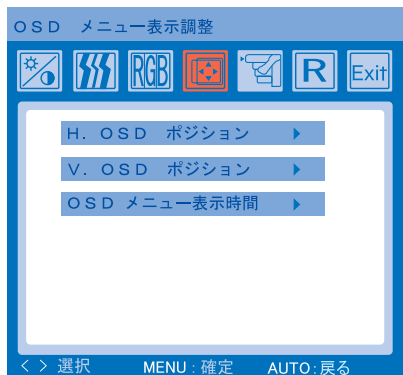 ＯＳＤ　メニュー表示調整
RGB R Exit
Ｈ．ＯＳＤ　ポジション
Ｖ．ＯＳＤ　ポジション
ＯＳＤ メニュー表示時間
< > 選択 MENU : 確定 AUTO : 戻る